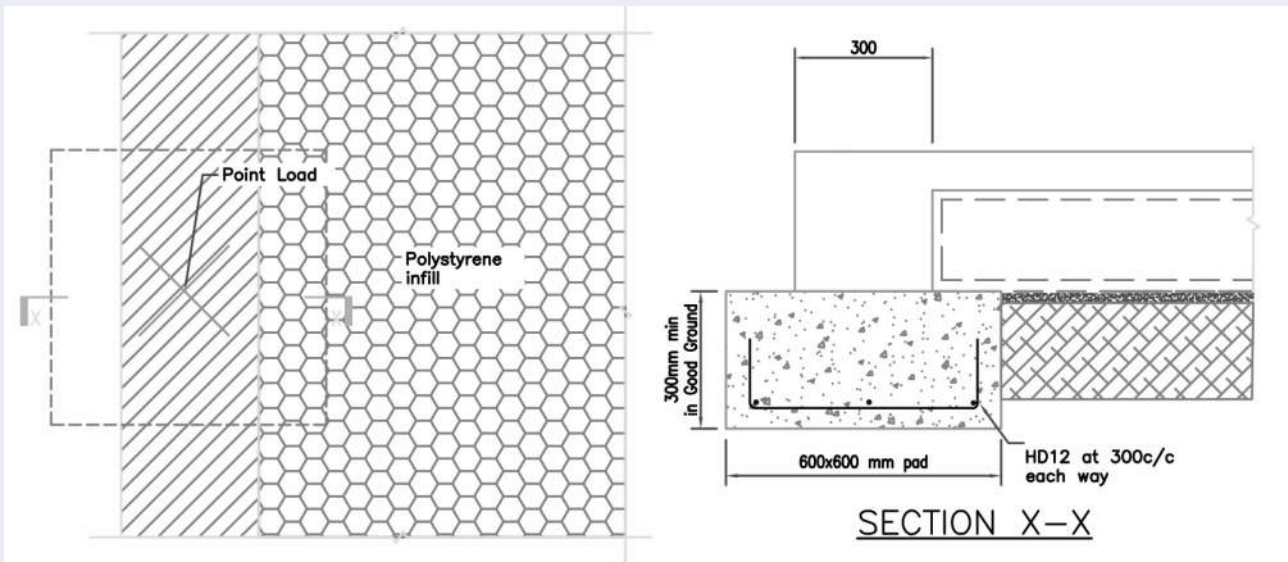 Point Load
Polystyrene
infill
X
X
300
300mm min
in Good Ground
600x600 mm pad
HD12 at 300c/c
each way
SECTION X-X